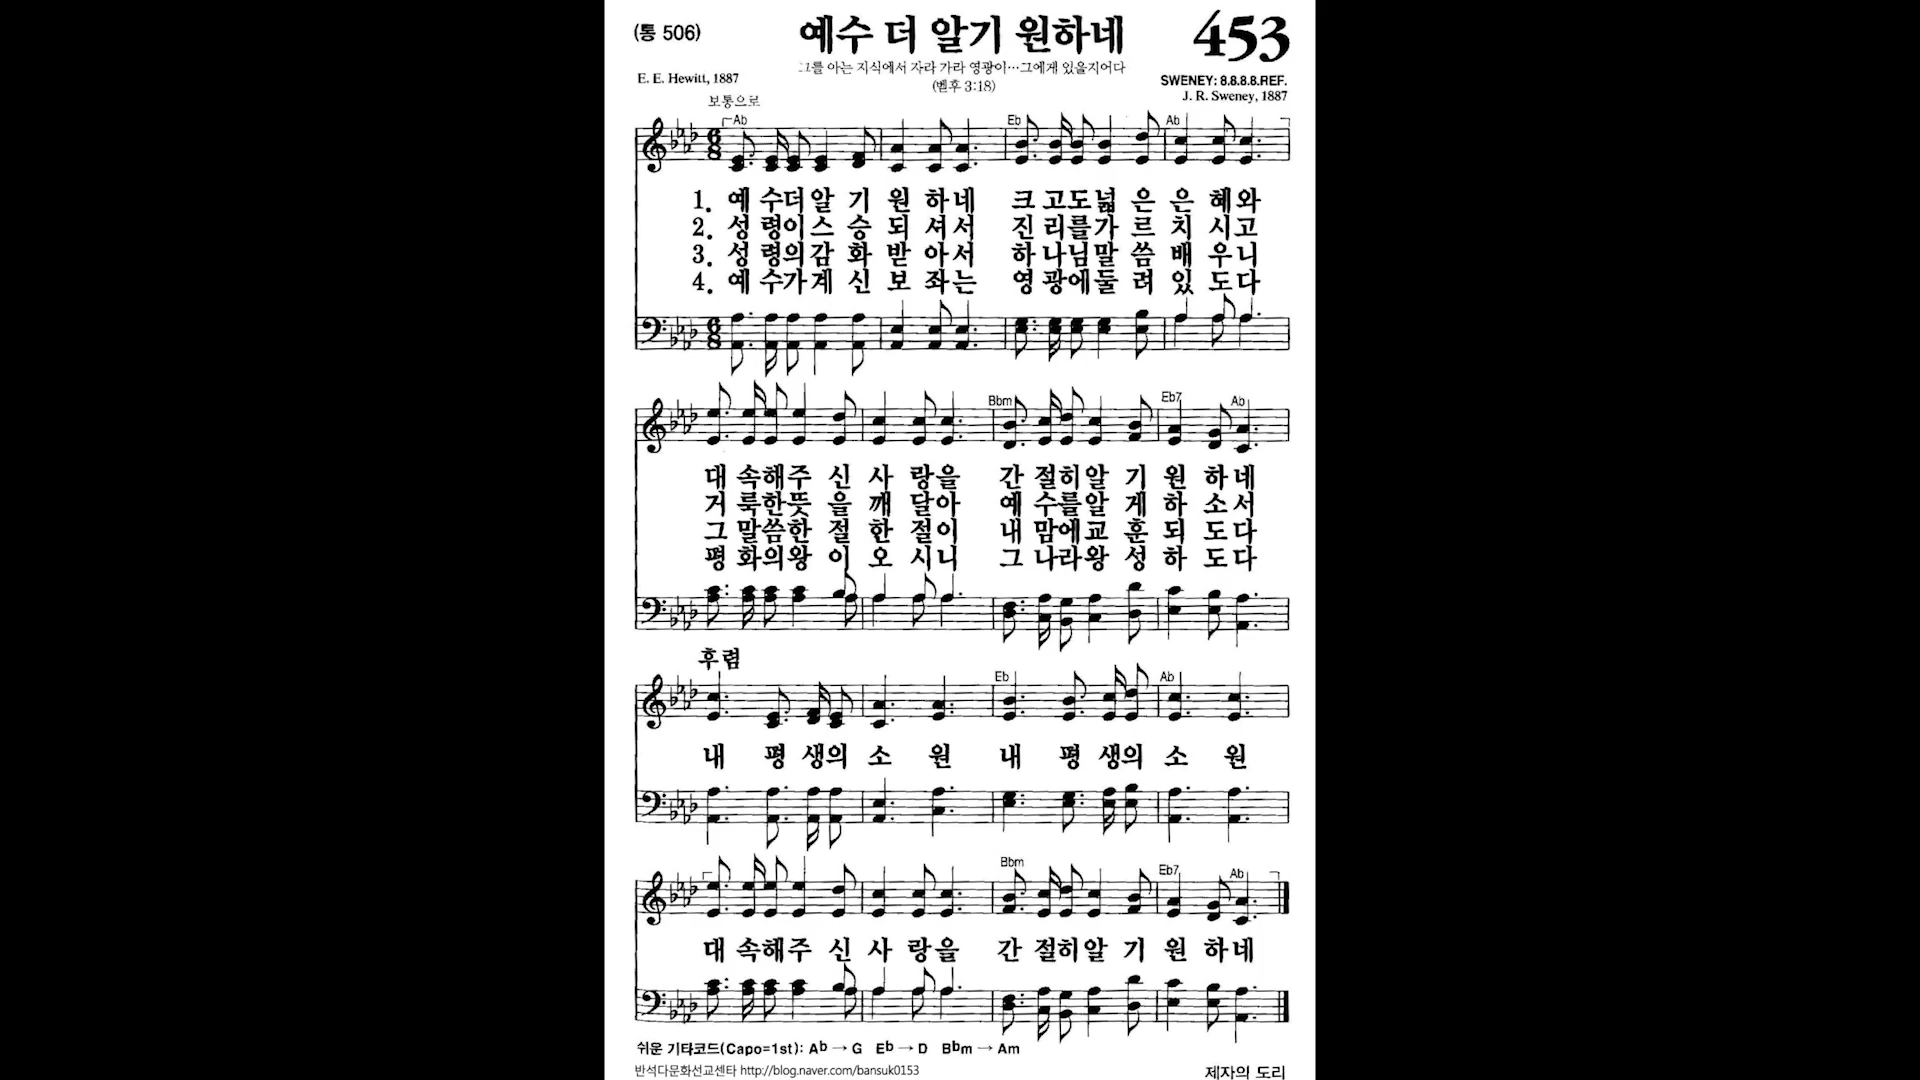 (통 506)
예수 더 알기 원하네
453
그를 아는 지식에서 자라 가라 영광이…그에게 있을지어다
(벧후 3:18)
E. E. Hewitt, 1887
SWENEY: 8.8.8.8.REF.
J. R. Sweney, 1887
보통으로
Ab Eb Ab
1. 예 수더알 기 원 하네 크 고도넓 은 은 혜와
2. 성 령이스 승 되 셔서 진 리를가 르 치 시고
3. 성 령의감 화 받 아서 하 나님말 씀 배 우니
4. 예 수가계 신 보 좌는 영 광에둘 려 있 도다
Bbm Eb7 Ab
대 속해주 신 사 랑을 간 절히알 기 원 하네
거 룩한뜻 을 깨 달아 예 수를알 게 하 소서
그 말씀한 절 한 절이 내 맘에교 훈 되 도다
평 화의왕 이 오 시니 그 나라왕 성 하 도다
후렴
Eb Ab
내 평 생의 소 원 내 평 생의 소 원
Bbm Eb7 Ab
대 속해주 신 사 랑을 간 절히알 기 원 하네
쉬운 기타코드(Capo=1st): Ab → G Eb → D Bbm → Am
반석다문화선교센타 http://blog.naver.com/bansuk0153
제자의 도리